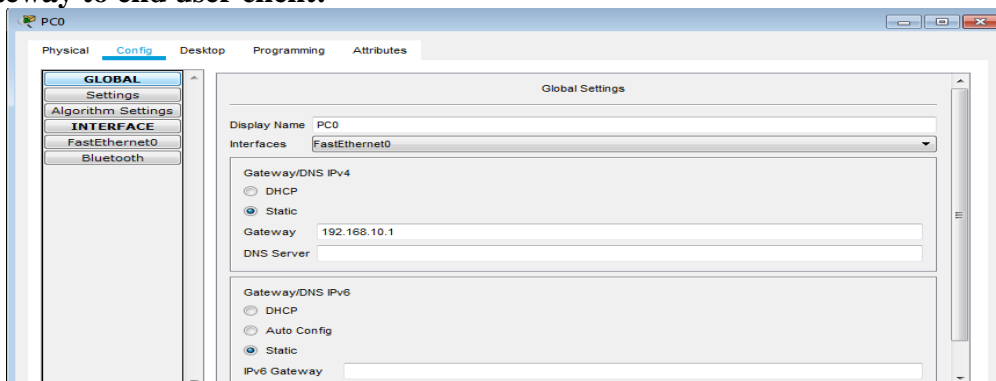 PC0
Physical Config Desktop Programming Attributes
GLOBAL
Settings
Algorithm Settings
INTERFACE
FastEthernet0
Bluetooth
Global Settings
Display Name PC0
Interfaces FastEthernet0
Gateway/DNS IPv4
DHCP
Static
Gateway 192.168.10.1
DNS Server
Gateway/DNS IPv6
DHCP
Auto Config
Static
IPv6 Gateway